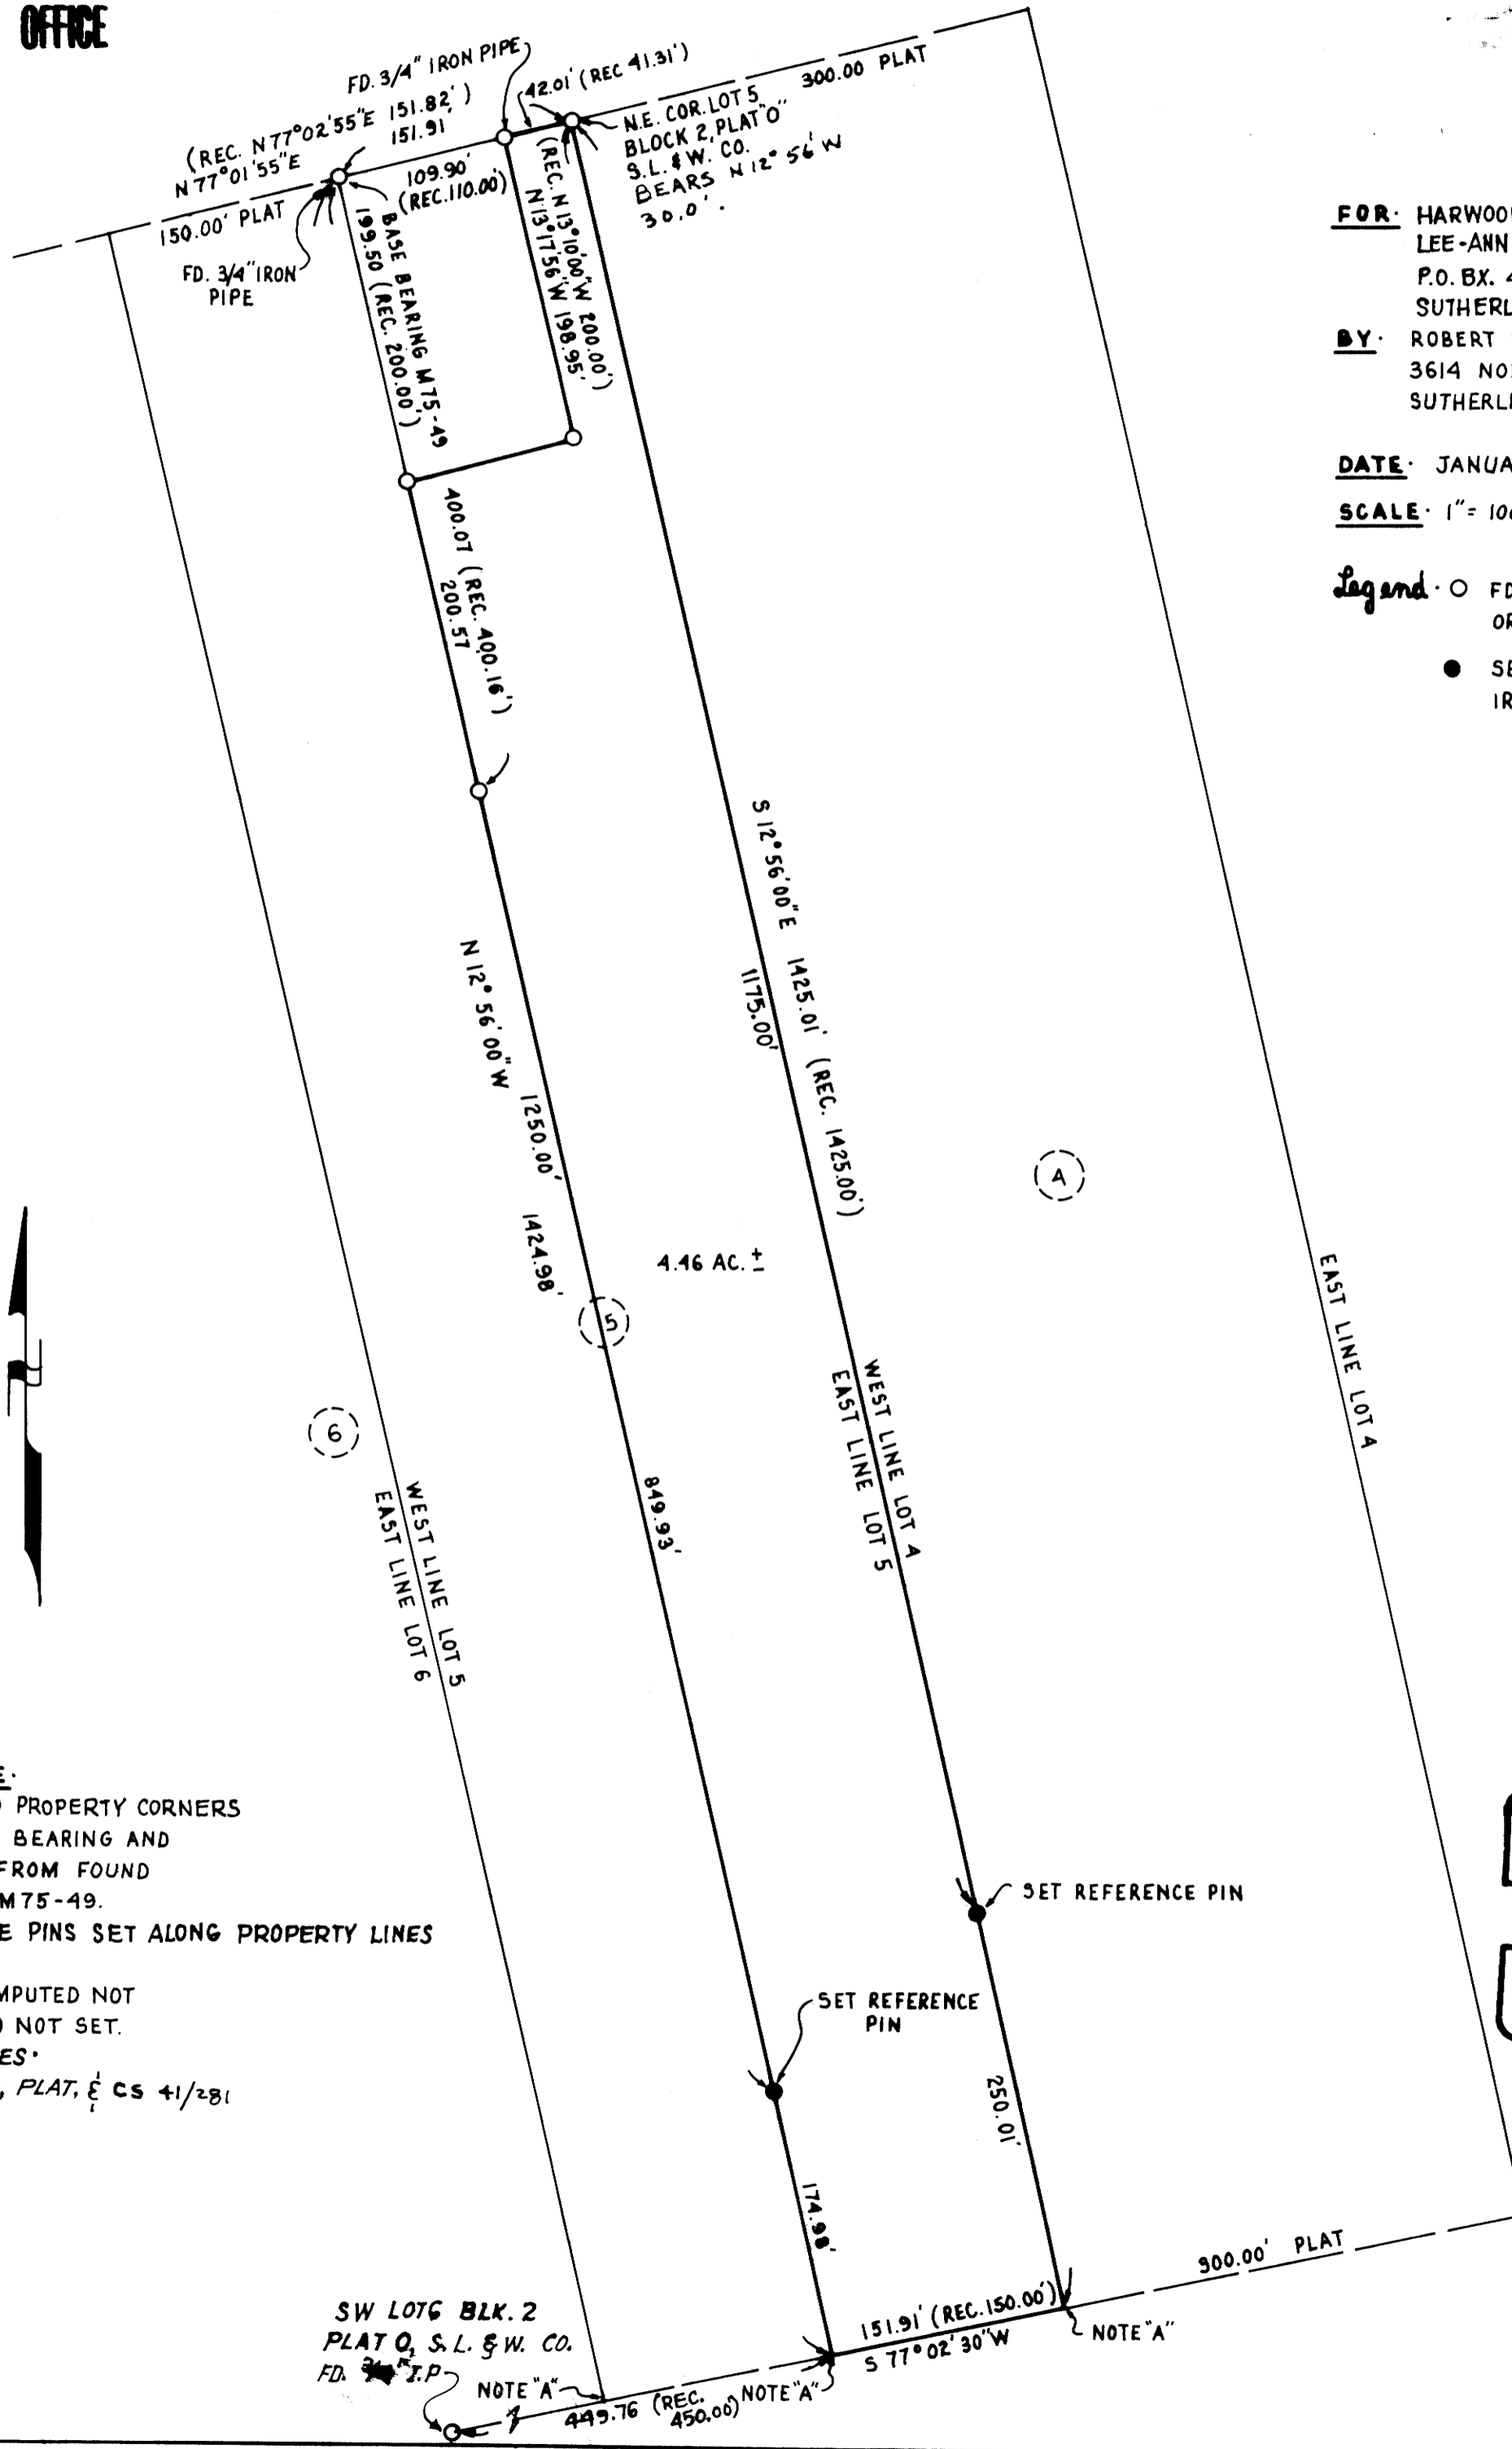 OFFICE
FD. 3/4" IRON PIPE
(REC. N 77°02'55"E 151.82')
N 77°01'55"E 151.91'
42.01' (REC 41.31')
300.00 PLAT
109.90'
(REC. 110.00')
150.00' PLAT
FD. 3/4" IRON
PIPE
N.E. COR. LOT 5
BLOCK 2, PLAT "O"
S.L. & W. CO.
BEARS N 12° 56' W
30.0'.
BASE BEARING M 75-49
199.50 (REC. 200.00')
(REC. N 13°10'00"W 200.00')
N 13°17'56"W 198.95'
FOR· HARWOO
LEE-ANN
P.O. BX.
SUTHERL
BY· ROBERT
3614 NO
SUTHERL
DATE· JANUA
SCALE· 1"= 10
Legend· FD
OR
SE
IR
400.07 (REC. 400.16')
200.57
S 12° 56' 00" E 1425.01' (REC. 1425.00')
1175.00'
N 12° 56' 00" W 1250.00'
1424.98'
4
4.46 AC. ±
5
6
EAST LINE LOT 4
WEST LINE LOT 4
EAST LINE LOT 5
WEST LINE LOT 5
EAST LINE LOT 6
849.93'
E·
PROPERTY CORNERS
BEARING AND
FROM FOUND
M 75-49.
E PINS SET ALONG PROPERTY LINES
MPUTED NOT
NOT SET.
ES·
, PLAT, & CS 41/281
SET REFERENCE PIN
SET REFERENCE
PIN
250.01'
174.98'
900.00' PLAT
151.91' (REC. 150.00')
S 77° 02' 30" W
NOTE "A"
SW LOT6 BLK. 2
PLAT O, S. L. & W. CO.
FD. I.P
NOTE "A"
NOTE "A"
449.76 (REC.
450.00)